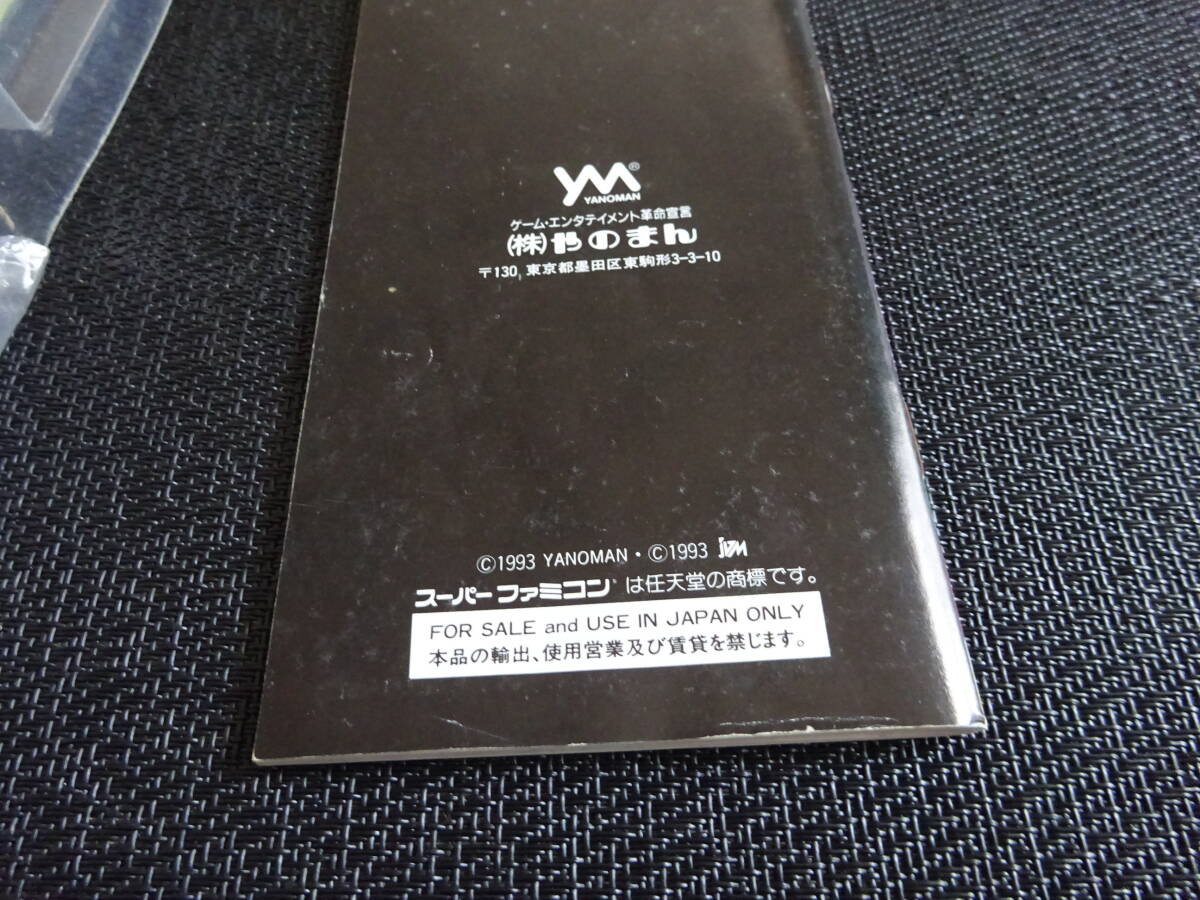 YM®
YANOMAN
ゲーム・エンタテイメント革命宣言
(株)やのまん
〒130 東京都墨田区東駒形3-3-10
©1993 YANOMAN・©1993 jvm
スーパーファミコン は任天堂の商標です。
FOR SALE and USE IN JAPAN ONLY
本品の輸出、使用営業及び賃貸を禁じます。